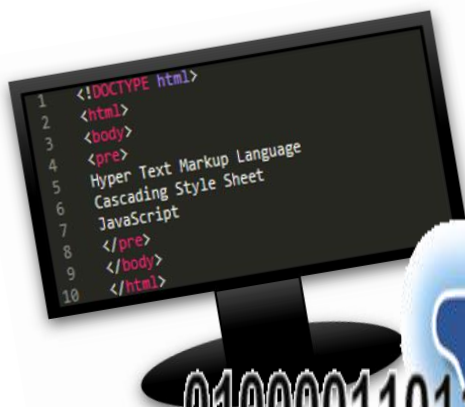 1 <!DOCTYPE html>
2 <html>
3 <body>
4 <pre>
5 Hyper Text Markup Language
6 Cascading Style Sheet
7 JavaScript
8 </pre>
9 </body>
10 </html>